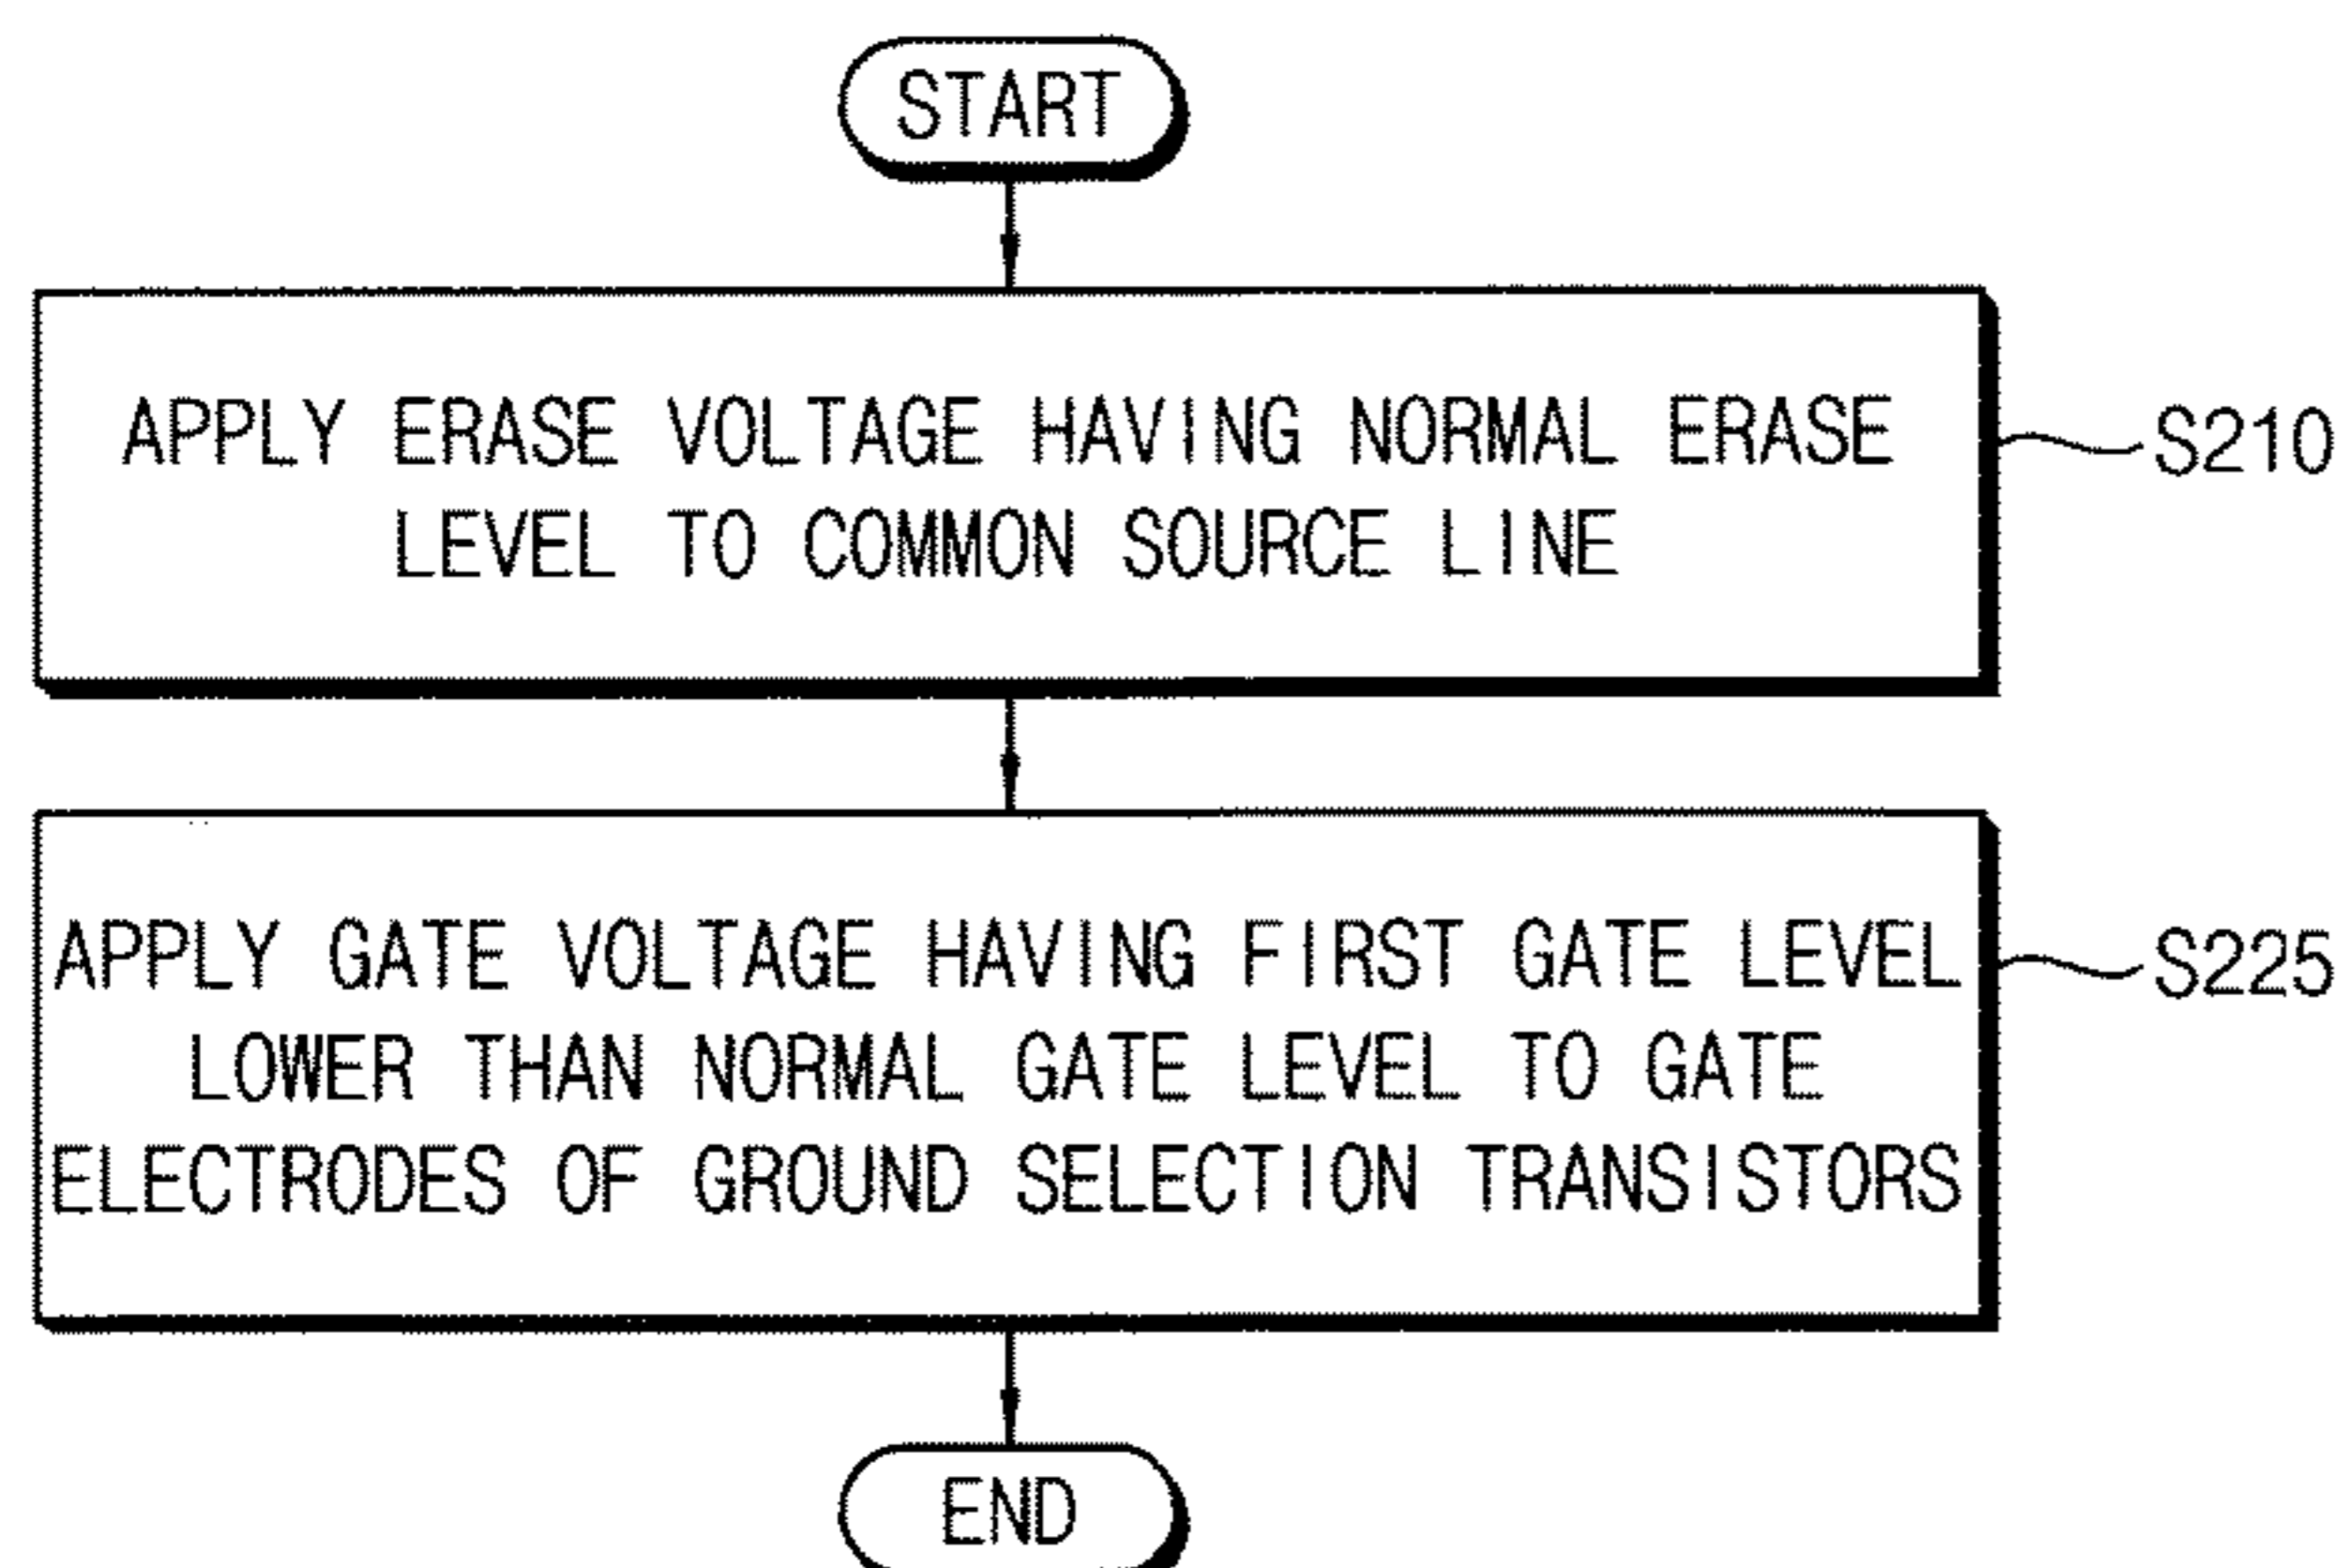 START
APPLY ERASE VOLTAGE HAVING NORMAL ERASE
LEVEL TO COMMON SOURCE LINE
S210
APPLY GATE VOLTAGE HAVING FIRST GATE LEVEL
LOWER THAN NORMAL GATE LEVEL TO GATE
ELECTRODES OF GROUND SELECTION TRANSISTORS
S225
END